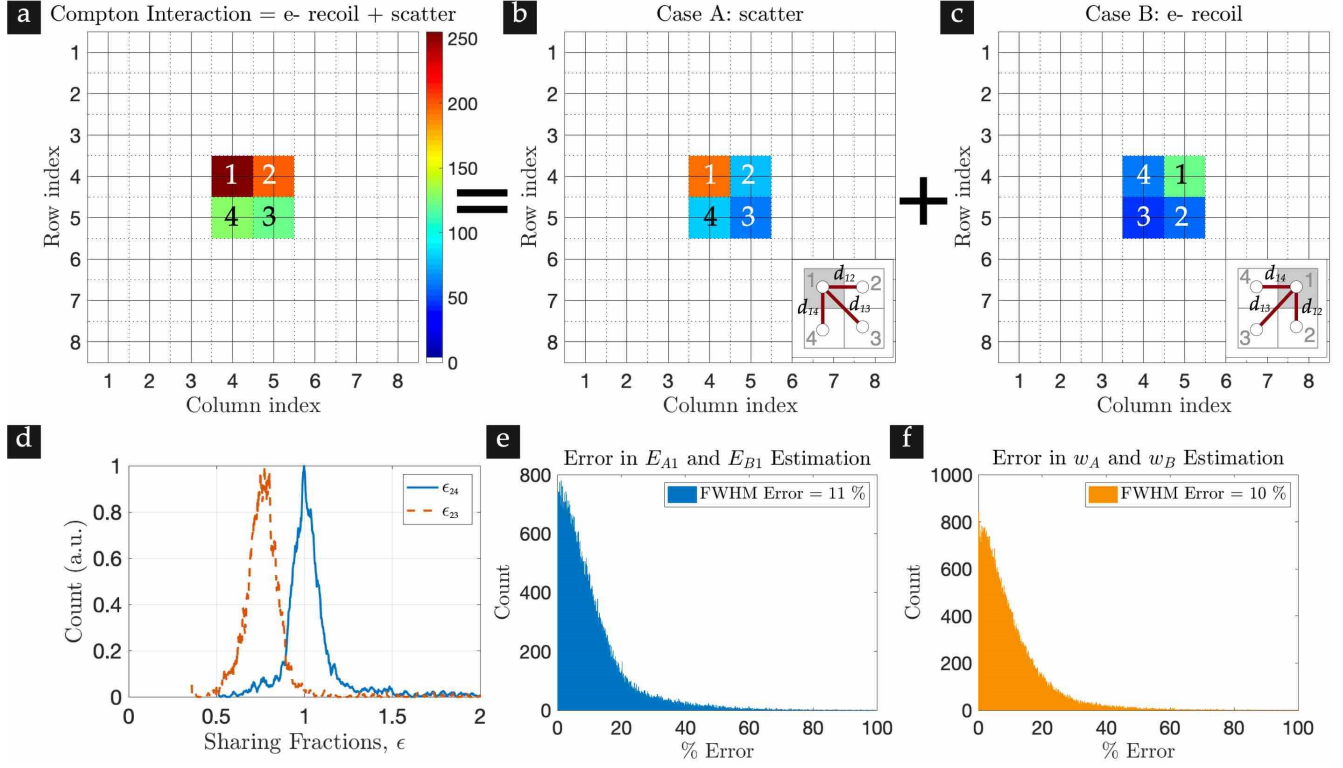 a
Compton Interaction = e- recoil + scatter
1
2
3
4
5
6
7
8
Row index
1 2
4 3
1 2 3 4 5 6 7 8
Column index
250
200
150
100
50
0
=
b
Case A: scatter
1
2
3
4
5
6
7
8
Row index
1 2
4 3
1 d12 2
d14 d13
4 3
1 2 3 4 5 6 7 8
Column index
+
c
Case B: e- recoil
1
2
3
4
5
6
7
8
Row index
4 1
3 2
4 d14 1
d13 d12
3 2
1 2 3 4 5 6 7 8
Column index
d
1
0.8
0.6
0.4
0.2
0
Count (a.u.)
ϵ24
ϵ23
0 0.5 1 1.5 2
Sharing Fractions, ϵ
e
Error in EA1 and EB1 Estimation
800
600
400
200
0
Count
FWHM Error = 11 %
0 20 40 60 80 100
% Error
f
Error in wA and wB Estimation
1000
800
600
400
200
0
Count
FWHM Error = 10 %
0 20 40 60 80 100
% Error